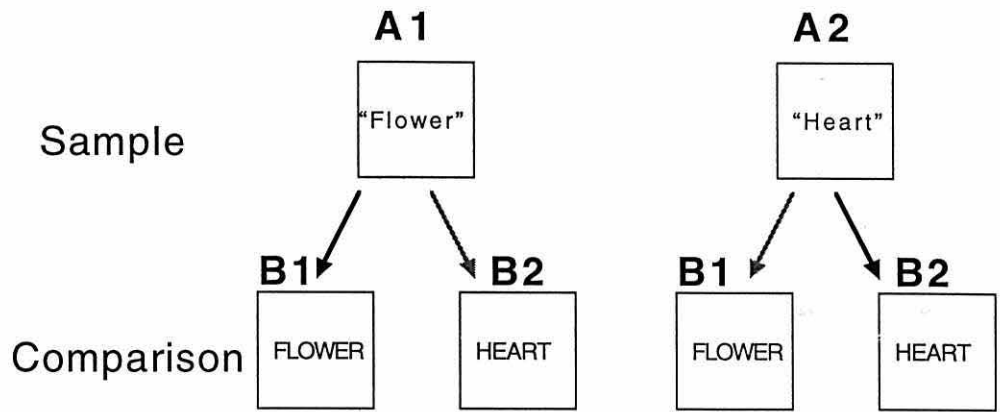 A1 A2
Sample "Flower" "Heart"
B1 B2 B1 B2
Comparison FLOWER HEART FLOWER HEART